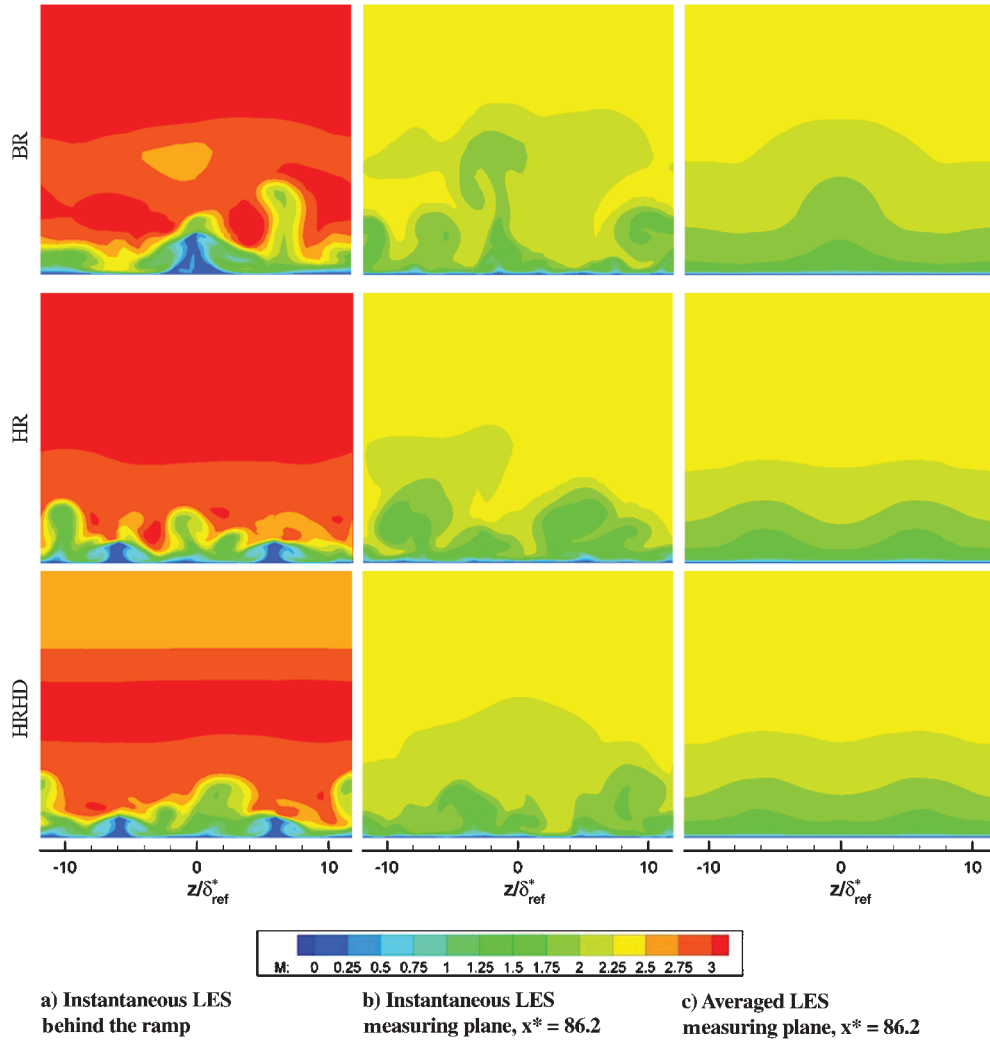 BR
HR
HRHD
-10 0 10 -10 0 10 -10 0 10
z/δ*ref z/δ*ref z/δ*ref
M: 0 0.25 0.5 0.75 1 1.25 1.5 1.75 2 2.25 2.5 2.75 3
a) Instantaneous LES
behind the ramp
b) Instantaneous LES
measuring plane, x* = 86.2
c) Averaged LES
measuring plane, x* = 86.2